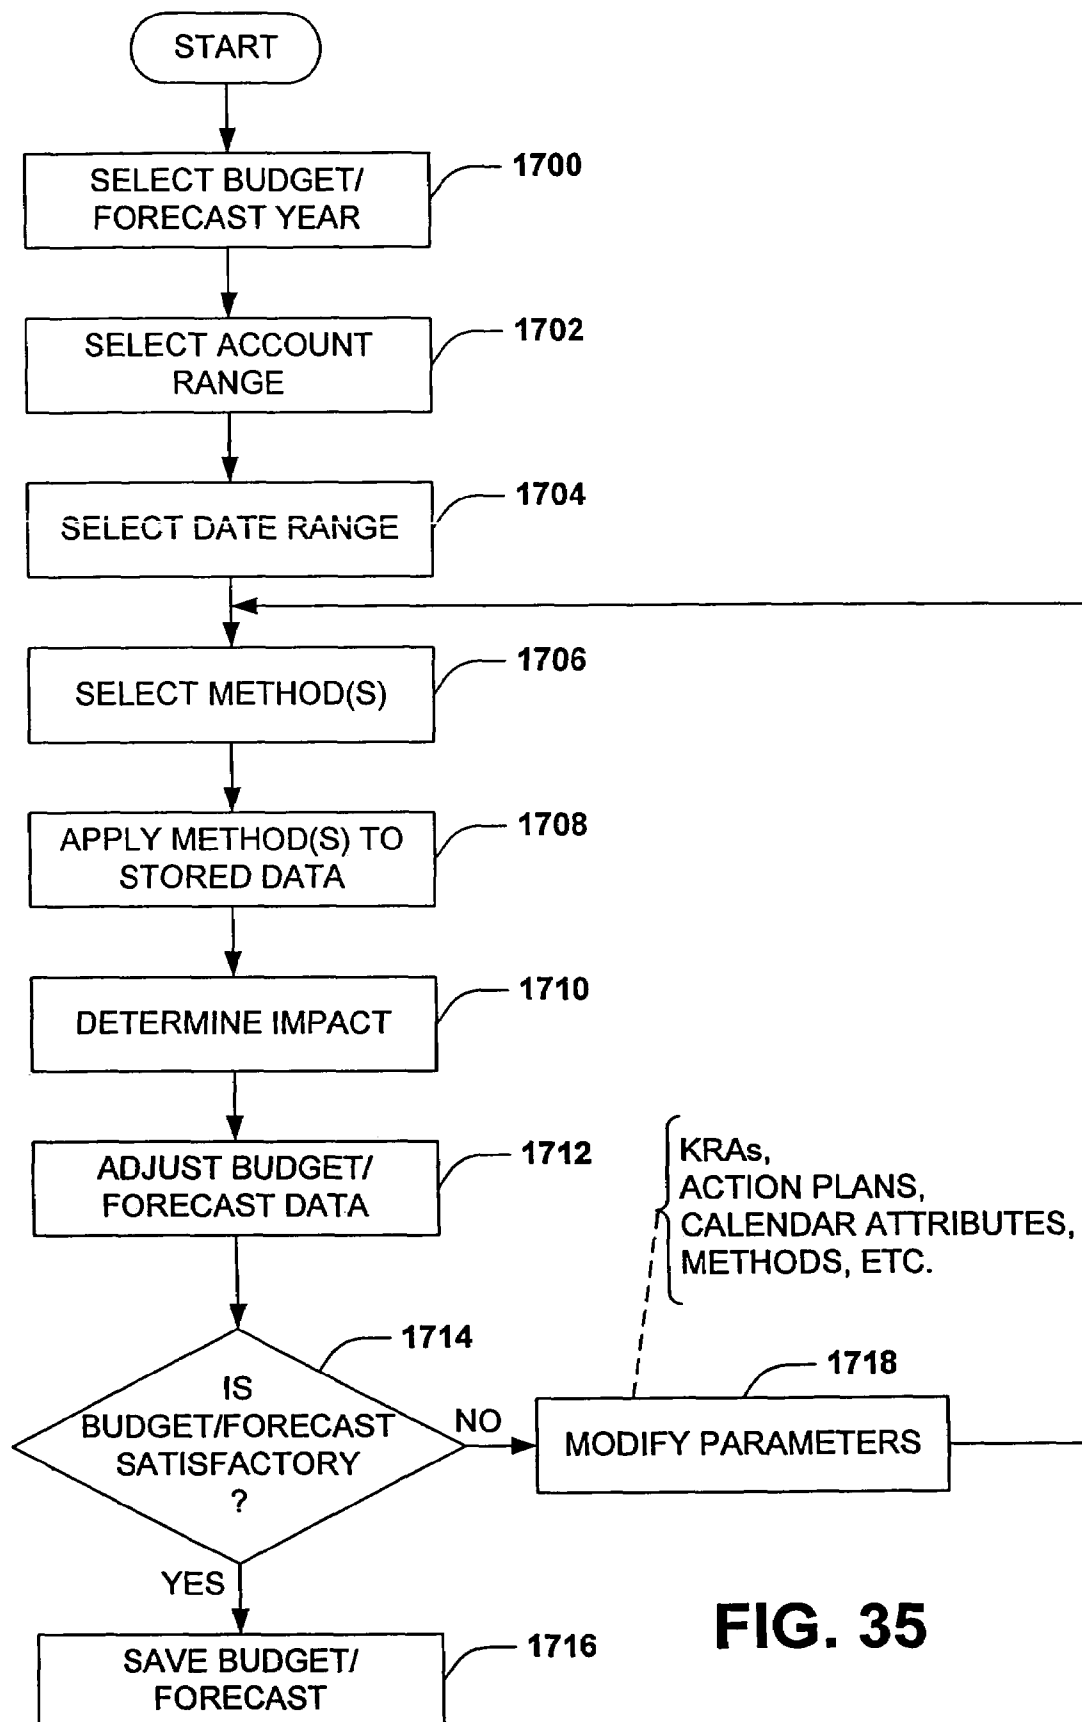 START
1700
SELECT BUDGET/
FORECAST YEAR
1702
SELECT ACCOUNT
RANGE
1704
SELECT DATE RANGE
1706
SELECT METHOD(S)
1708
APPLY METHOD(S) TO
STORED DATA
1710
DETERMINE IMPACT
1712
ADJUST BUDGET/
FORECAST DATA
KRAs,
ACTION PLANS,
CALENDAR ATTRIBUTES,
METHODS, ETC.
1714
IS
BUDGET/FORECAST
SATISFACTORY
?
NO
1718
MODIFY PARAMETERS
YES
1716
SAVE BUDGET/
FORECAST
FIG. 35